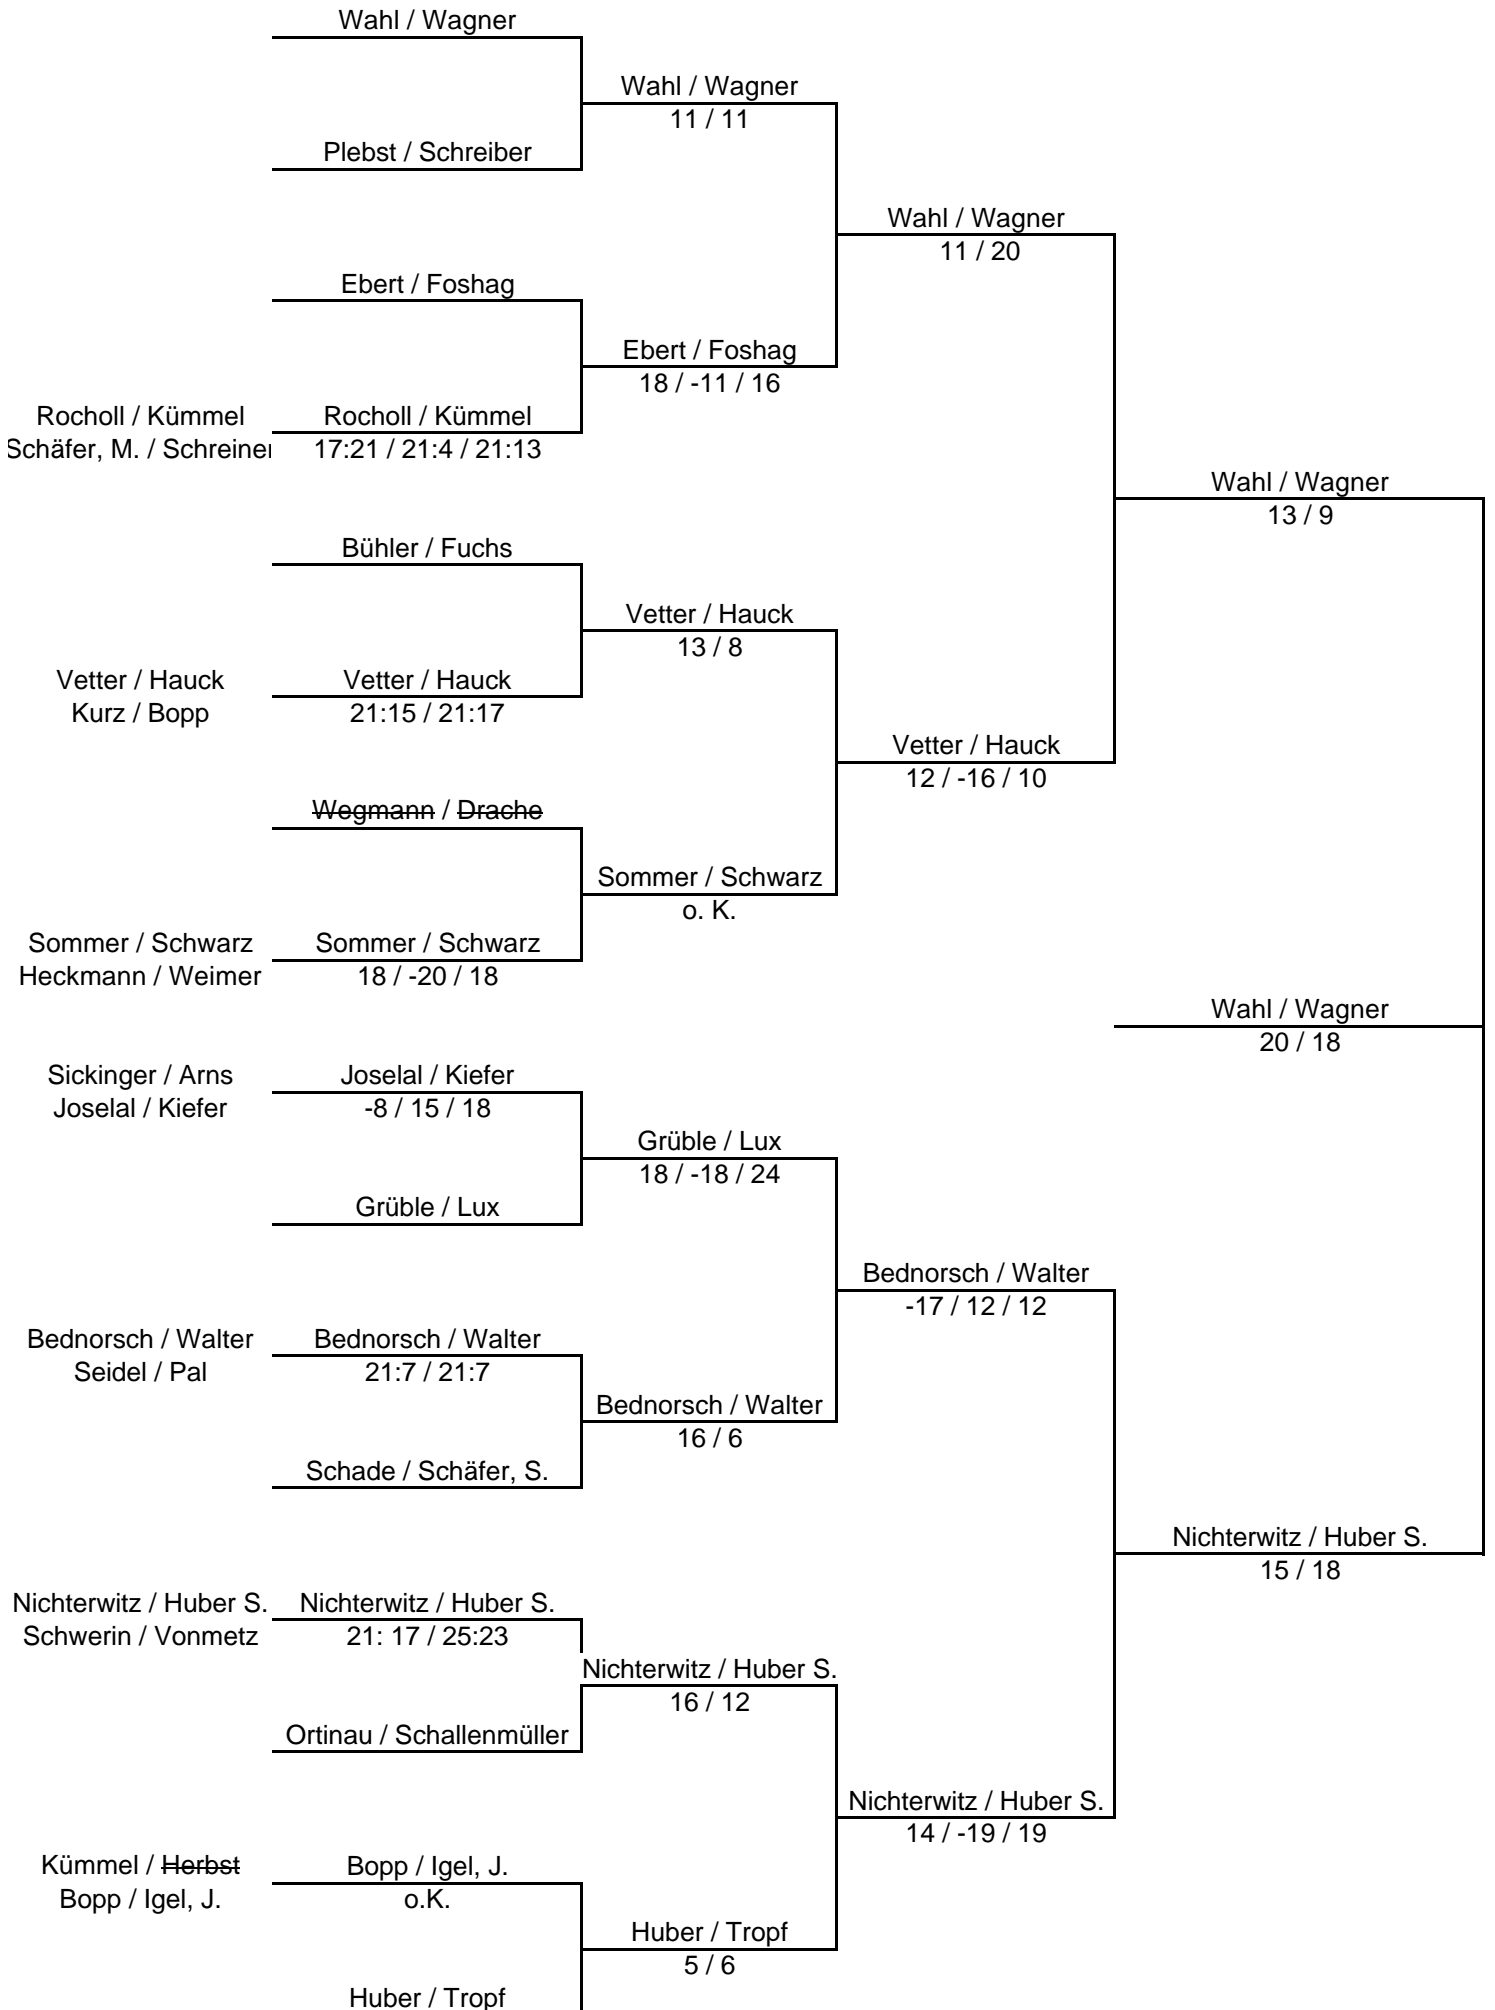 Wahl / Wagner
Wahl / Wagner
11 / 11
Plebst / Schreiber
Wahl / Wagner
11 / 20
Ebert / Foshag
Ebert / Foshag
18 / -11 / 16
Rocholl / Kümmel Rocholl / Kümmel
Schäfer, M. / Schreiner 17:21 / 21:4 / 21:13
Wahl / Wagner
13 / 9
Bühler / Fuchs
Vetter / Hauck
13 / 8
Vetter / Hauck Vetter / Hauck
Kurz / Bopp 21:15 / 21:17
Vetter / Hauck
12 / -16 / 10
Wegmann / Drache
Sommer / Schwarz
o. K.
Sommer / Schwarz Sommer / Schwarz
Heckmann / Weimer 18 / -20 / 18
Wahl / Wagner
20 / 18
Sickinger / Arns Joselal / Kiefer
Joselal / Kiefer -8 / 15 / 18
Grüble / Lux
18 / -18 / 24
Grüble / Lux
Bednorsch / Walter
-17 / 12 / 12
Bednorsch / Walter Bednorsch / Walter
Seidel / Pal 21:7 / 21:7
Bednorsch / Walter
16 / 6
Schade / Schäfer, S.
Nichterwitz / Huber S.
15 / 18
Nichterwitz / Huber S. Nichterwitz / Huber S.
Schwerin / Vonmetz 21: 17 / 25:23
Nichterwitz / Huber S.
16 / 12
Ortinau / Schallenmüller
Nichterwitz / Huber S.
14 / -19 / 19
Kümmel / Herbst Bopp / Igel, J.
Bopp / Igel, J. o.K.
Huber / Tropf
5 / 6
Huber / Tropf